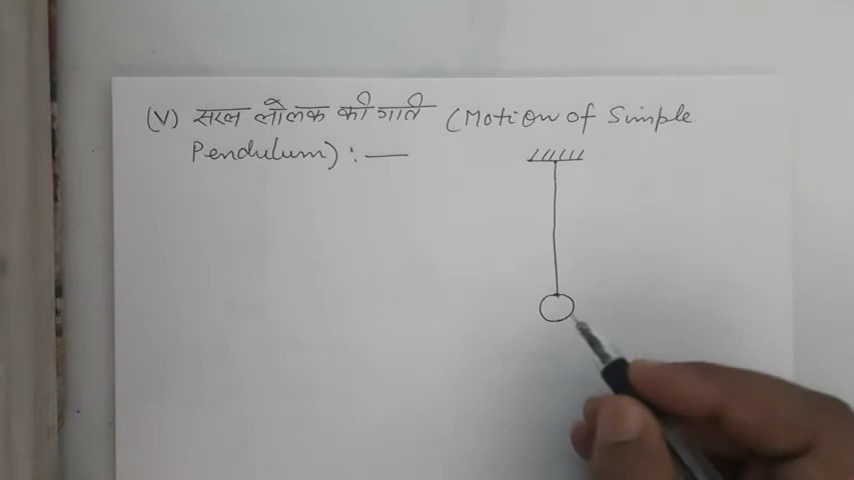 (V) सरल लोलक की गति (Motion of Simple
Pendulum) : —